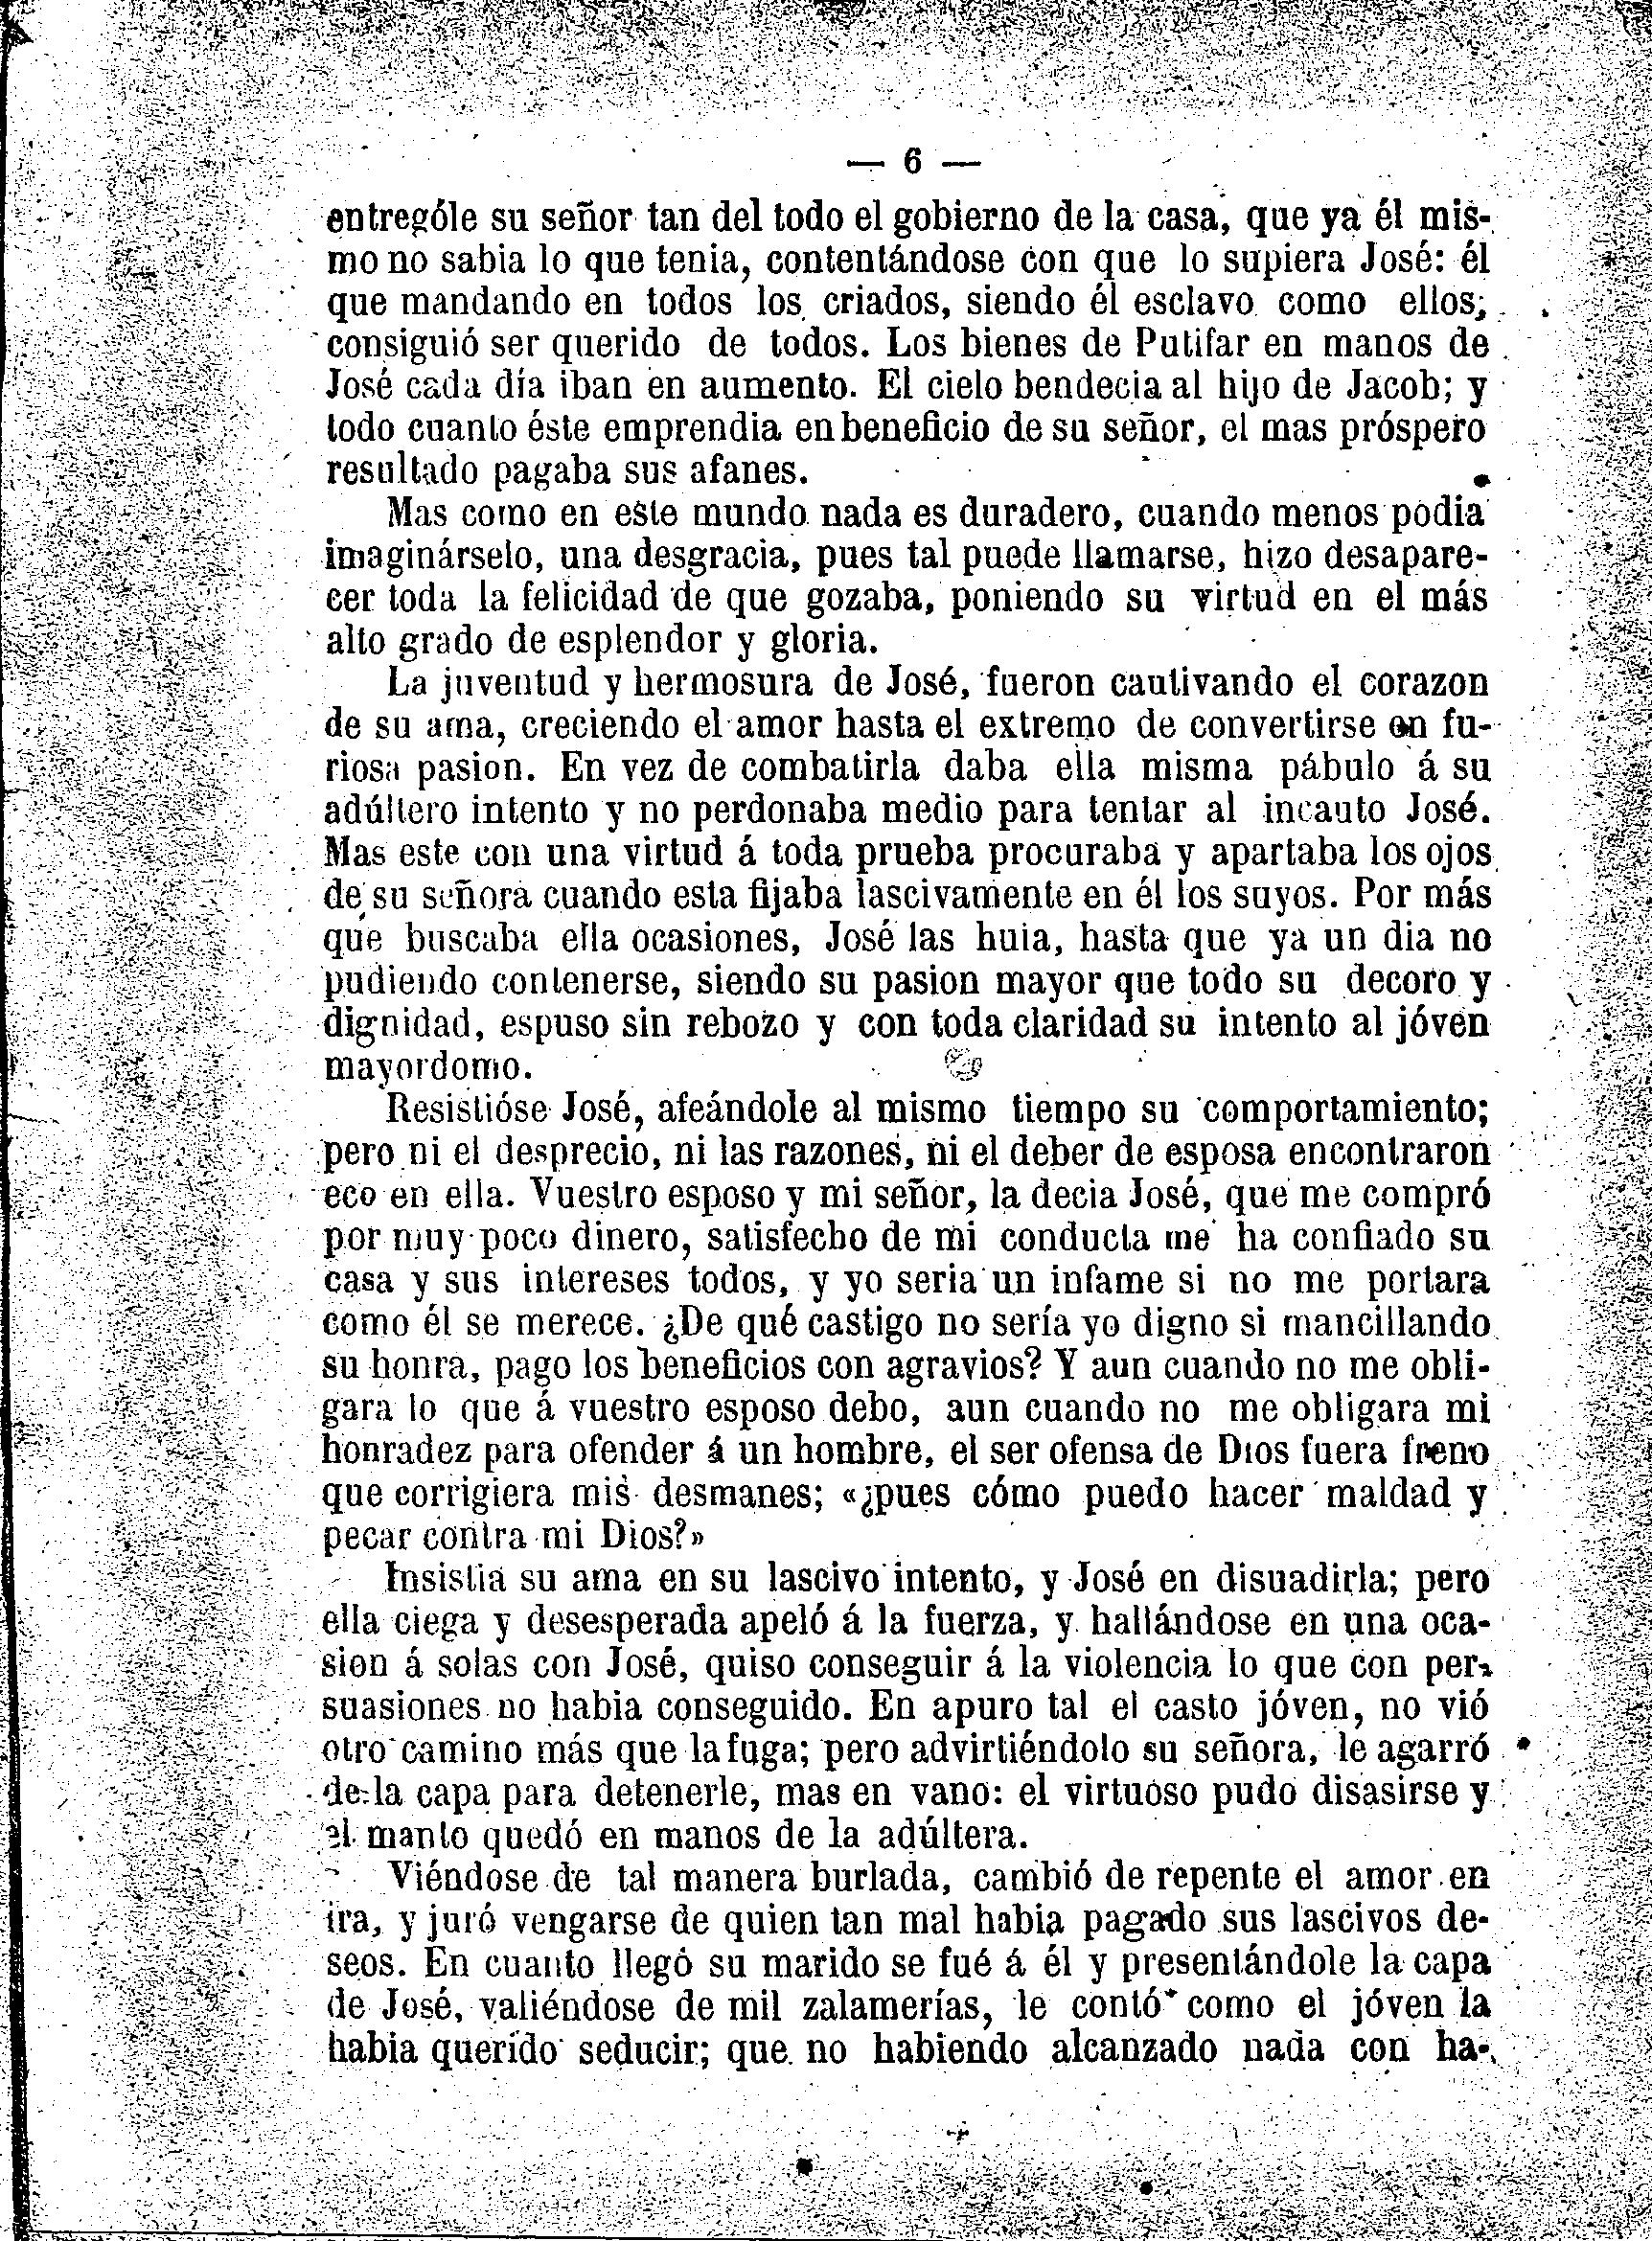 — 6 —
entrególe su señor tan del todo el gobierno de la casa, que ya él mis-
mo no sabia lo que tenia, contentándose con que lo supiera José: él
que mandando en todos los criados, siendo él esclavo como ellos,
consiguió ser querido de todos. Los bienes de Putifar en manos de
José cada día iban en aumento. El cielo bendecia al hijo de Jacob; y
todo cuanto éste emprendia en beneficio de su señor, el mas próspero
resultado pagaba sus afanes.
Mas como en este mundo nada es duradero, cuando menos podia
imaginárselo, una desgracia, pues tal puede llamarse, hizo desapare-
cer toda la felicidad de que gozaba, poniendo su virtud en el más
alto grado de esplendor y gloria.
La juventud y hermosura de José, fueron cautivando el corazon
de su ama, creciendo el amor hasta el extremo de convertirse en fu-
riosa pasion. En vez de combatirla daba ella misma pábulo á su
adúltero intento y no perdonaba medio para tentar al incauto José.
Mas este con una virtud á toda prueba procuraba y apartaba los ojos
de su señora cuando esta fijaba lascivamente en él los suyos. Por más
que buscaba ella ocasiones, José las huia, hasta que ya un dia no
pudiendo contenerse, siendo su pasion mayor que todo su decoro y
dignidad, espuso sin rebozo y con toda claridad su intento al jóven
mayordomo.
Resistióse José, afeándole al mismo tiempo su comportamiento;
pero ni el desprecio, ni las razones, ni el deber de esposa encontraron
eco en ella. Vuestro esposo y mi señor, la decia José, que me compró
por muy poco dinero, satisfecho de mi conducta me ha confiado su
casa y sus intereses todos, y yo seria un infame si no me portara
como él se merece. ¿De qué castigo no sería yo digno si mancillando
su honra, pago los beneficios con agravios? Y aun cuando no me obli-
gara lo que á vuestro esposo debo, aun cuando no me obligara mi
honradez para ofender á un hombre, el ser ofensa de Dios fuera freno
que corrigiera mis desmanes; «¿pues cómo puedo hacer maldad y
pecar contra mi Dios?»
Insistia su ama en su lascivo intento, y José en disuadirla; pero
ella ciega y desesperada apeló á la fuerza, y hallándose en una oca-
sion á solas con José, quiso conseguir á la violencia lo que con per-
suasiones no habia conseguido. En apuro tal el casto jóven, no vió
otro camino más que la fuga; pero advirtiéndolo su señora, le agarró
de la capa para detenerle, mas en vano: el virtuoso pudo disasirse y
el manto quedó en manos de la adúltera.
Viéndose de tal manera burlada, cambió de repente el amor en
ira, y juró vengarse de quien tan mal habia pagado sus lascivos de-
seos. En cuanto llegó su marido se fué á él y presentándole la capa
de José, valiéndose de mil zalamerías, le contó como el jóven la
habia querido seducir; que no habiendo alcanzado nada con ha-